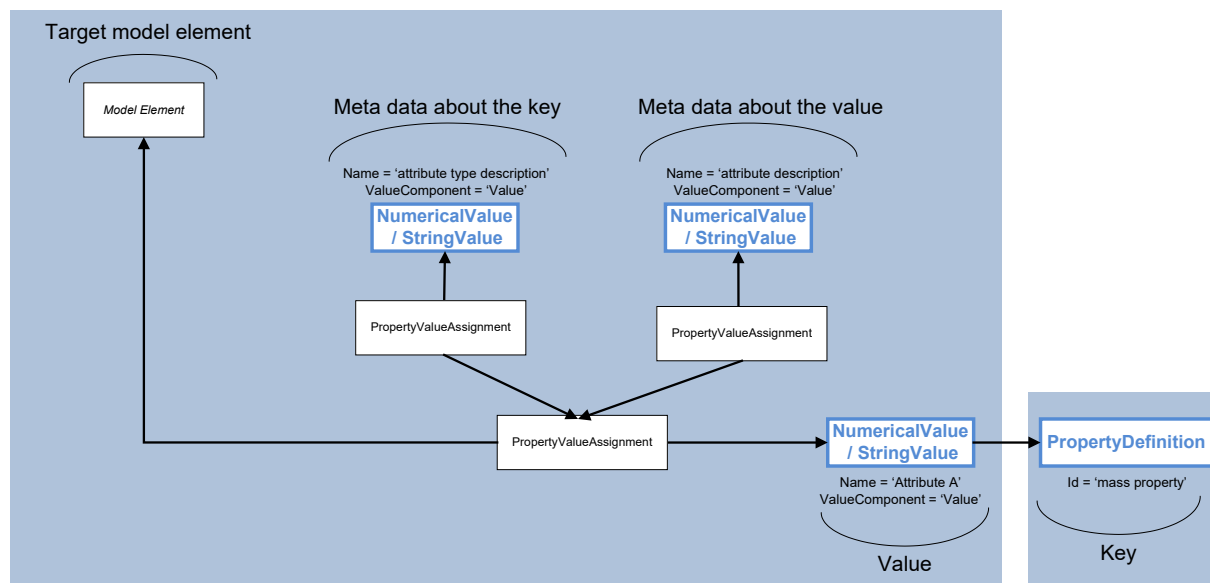 Target model element
Model Element
Meta data about the key
Meta data about the value
Name = ‘attribute type description’
ValueComponent = ‘Value’
Name = ‘attribute description’
ValueComponent = ‘Value’
NumericalValue
/ StringValue
NumericalValue
/ StringValue
PropertyValueAssignment
PropertyValueAssignment
PropertyValueAssignment
NumericalValue
/ StringValue
PropertyDefinition
Name = ‘Attribute A’
ValueComponent = ‘Value’
Id = ‘mass property’
Value
Key